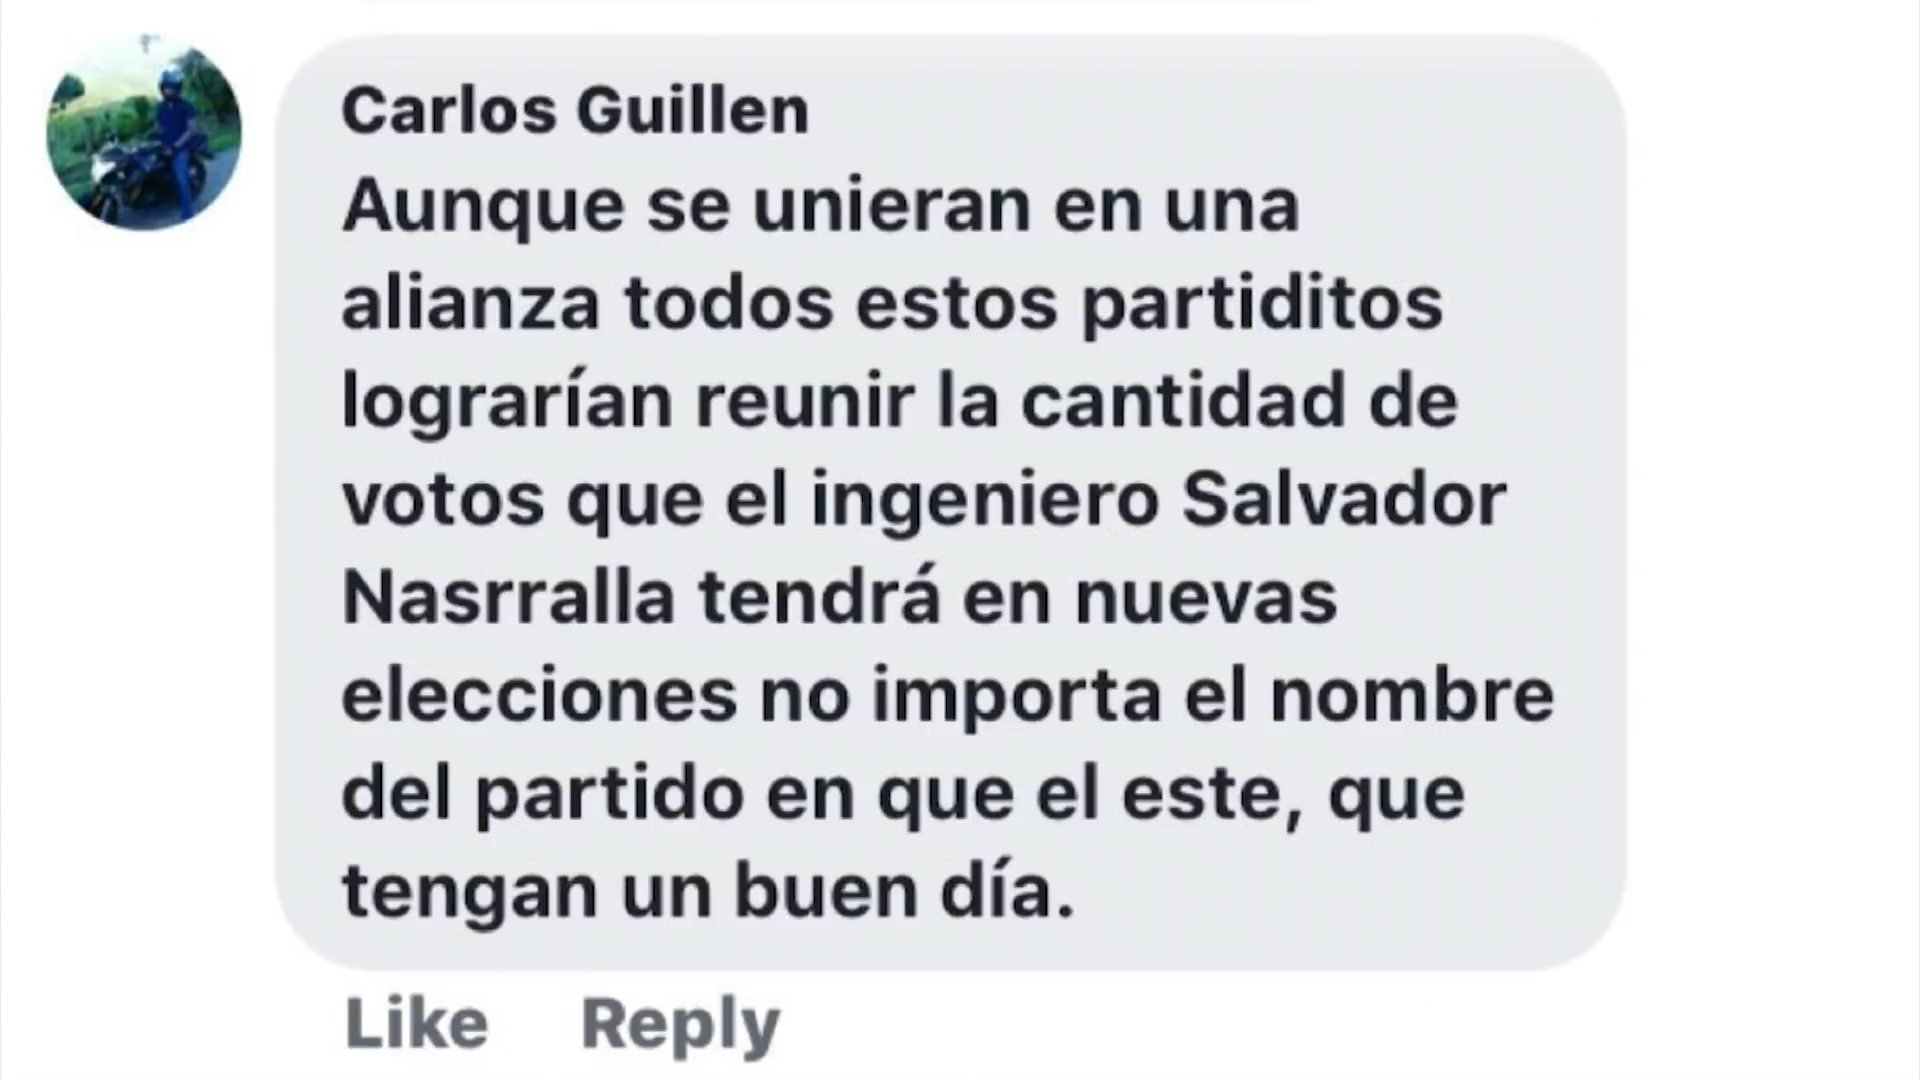 Carlos Guillen
Aunque se unieran en una
alianza todos estos partiditos
lograrían reunir la cantidad de
votos que el ingeniero Salvador
Nasrralla tendrá en nuevas
elecciones no importa el nombre
del partido en que el este, que
tengan un buen día.
Like Reply